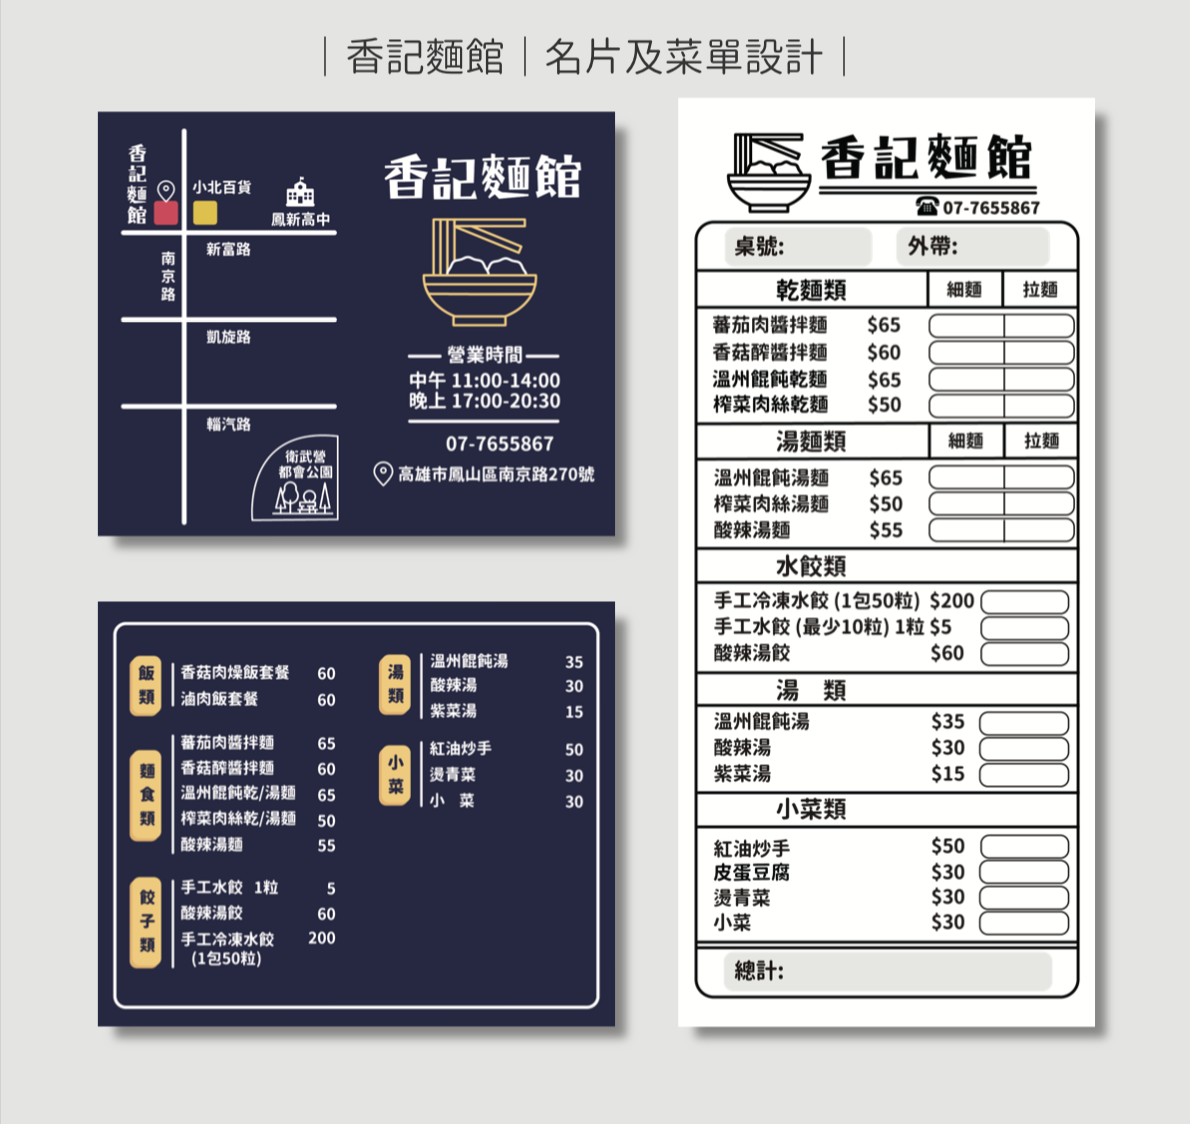 ｜香記麵館｜名片及菜單設計｜
香記麵館
小北百貨
鳳新高中
新富路
南京路
凱旋路
輜汽路
衛武營
都會公園
香記麵館
營業時間
中午 11:00-14:00
晚上 17:00-20:30
07-7655867
高雄市鳳山區南京路270號
飯類
香菇肉燥飯套餐 60
滷肉飯套餐 60
麵食類
蕃茄肉醬拌麵 65
香菇醡醬拌麵 60
溫州餛飩乾/湯麵 65
榨菜肉絲乾/湯麵 50
酸辣湯麵 55
餃子類
手工水餃 1粒 5
酸辣湯餃 60
手工冷凍水餃 200
(1包50粒)
湯類
溫州餛飩湯 35
酸辣湯 30
紫菜湯 15
小菜
紅油炒手 50
燙青菜 30
小 菜 30
香記麵館
07-7655867
桌號: 外帶:
乾麵類 細麵 拉麵
蕃茄肉醬拌麵 $65
香菇醡醬拌麵 $60
溫州餛飩乾麵 $65
榨菜肉絲乾麵 $50
湯麵類 細麵 拉麵
溫州餛飩湯麵 $65
榨菜肉絲湯麵 $50
酸辣湯麵 $55
水餃類
手工冷凍水餃 (1包50粒) $200
手工水餃 (最少10粒) 1粒 $5
酸辣湯餃 $60
湯 類
溫州餛飩湯 $35
酸辣湯 $30
紫菜湯 $15
小菜類
紅油炒手 $50
皮蛋豆腐 $30
燙青菜 $30
小菜 $30
總計: